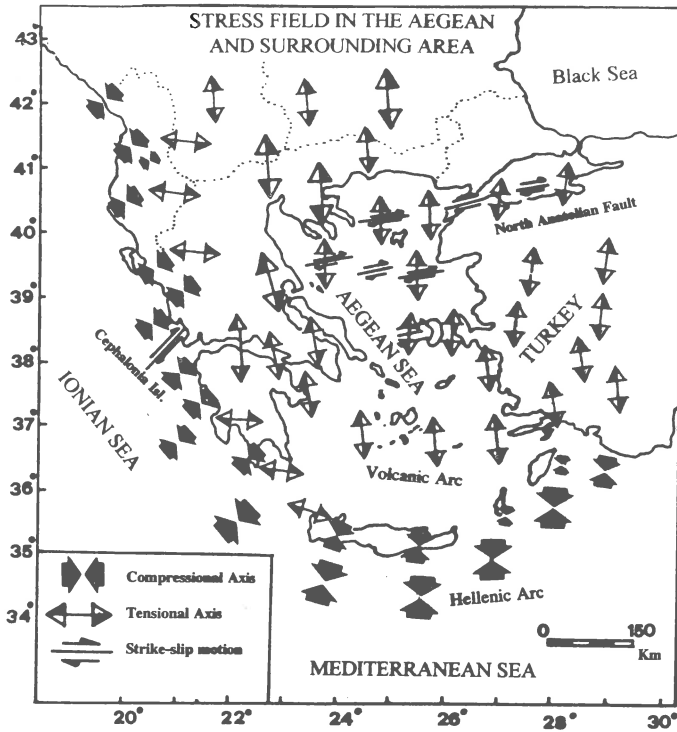 STRESS FIELD IN THE AEGEAN
AND SURROUNDING AREA
43°
42°
41°
40°
39°
38°
37°
36°
35°
34°
Black Sea
North Anatolian Fault
AEGEAN SEA
TURKEY
Cephalonia Isl.
IONIAN SEA
Volcanic Arc
Hellenic Arc
Compressional Axis
Tensional Axis
Strike-slip motion
0 150
Km
MEDITERRANEAN SEA
20° 22° 24° 26° 28° 30°